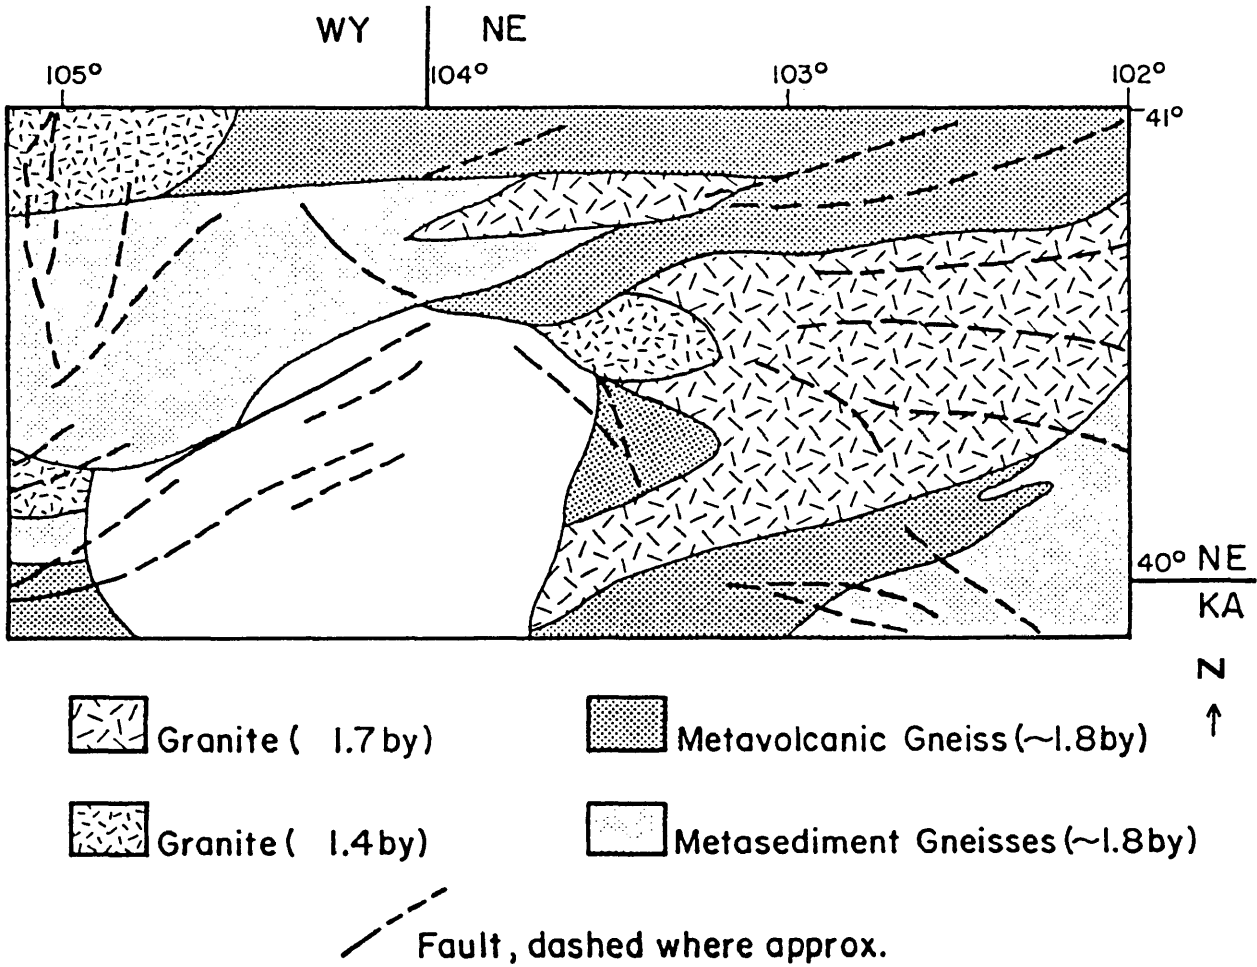 WY NE
105° 104° 103° 102°
41°
40° NE
KA
N
Granite ( 1.7 by)
Metavolcanic Gneiss (~1.8 by)
Granite ( 1.4 by)
Metasediment Gneisses (~1.8 by)
Fault, dashed where approx.